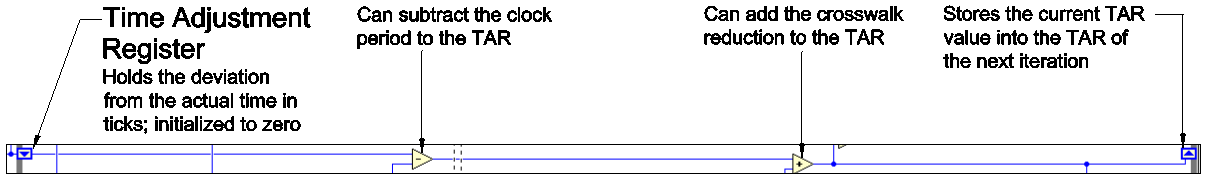 Time Adjustment
Register
Holds the deviation
from the actual time in
ticks; initialized to zero
Can subtract the clock
period to the TAR
Can add the crosswalk
reduction to the TAR
Stores the current TAR
value into the TAR of
the next iteration
-
+